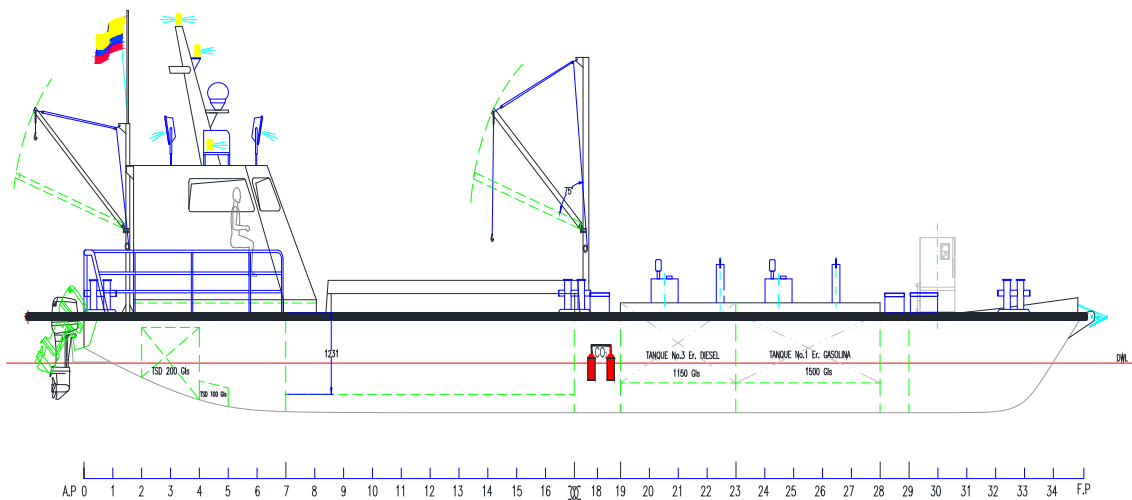 75°
1231
TANQUE No.3 Er. DIESEL
1150 Gls
TANQUE No.1 Er. GASOLINA
1500 Gls
DWL
TSD 200 Gls
TSD 100 Gls
A.P 0 1 2 3 4 5 6 7 8 9 10 11 12 13 14 15 16 18 19 20 21 22 23 24 25 26 27 28 29 30 31 32 33 34 F.P